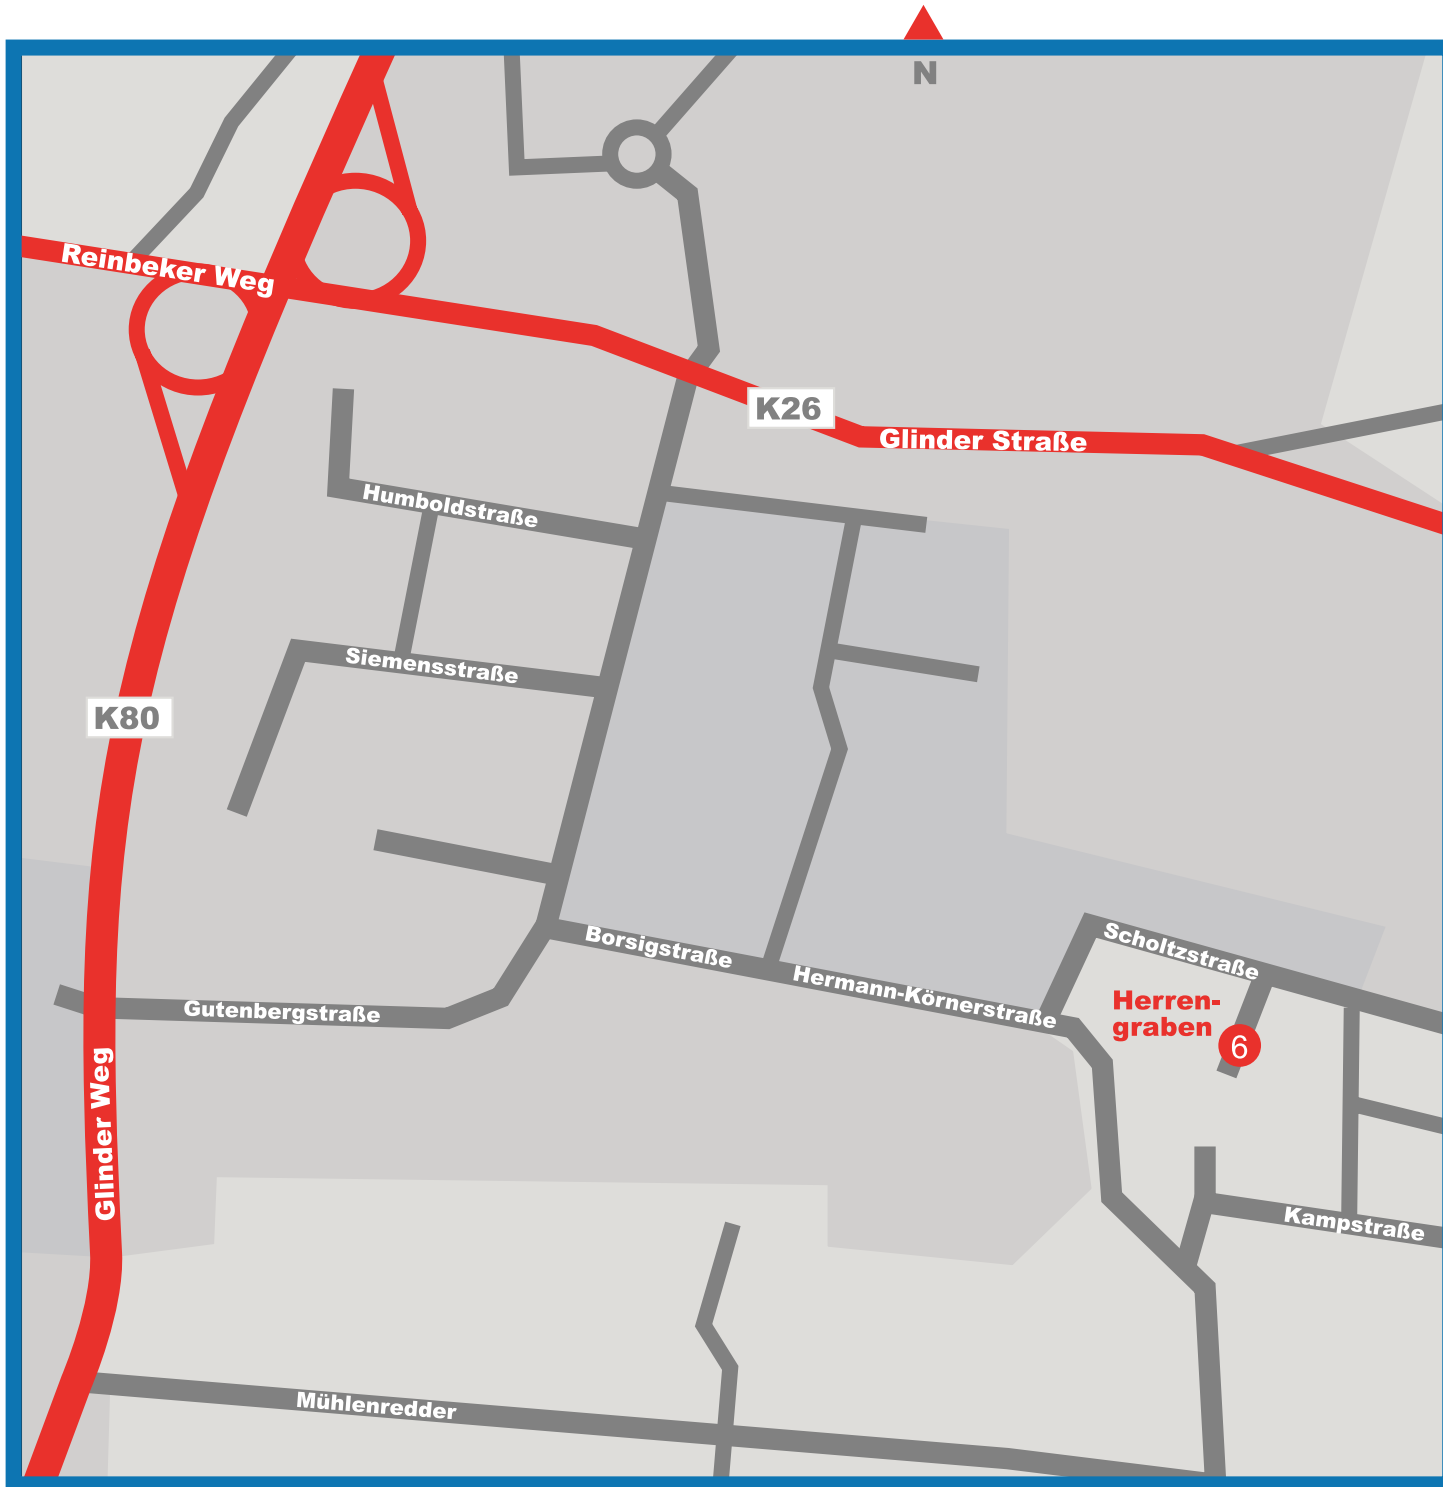 N
Reinbeker Weg
K26
Glinder Straße
Humboldstraße
Siemensstraße
K80
Borsigstraße
Hermann-Körnerstraße
Scholtzstraße
Herren-
graben
6
Gutenbergstraße
Glinder Weg
Kampstraße
Mühlenredder